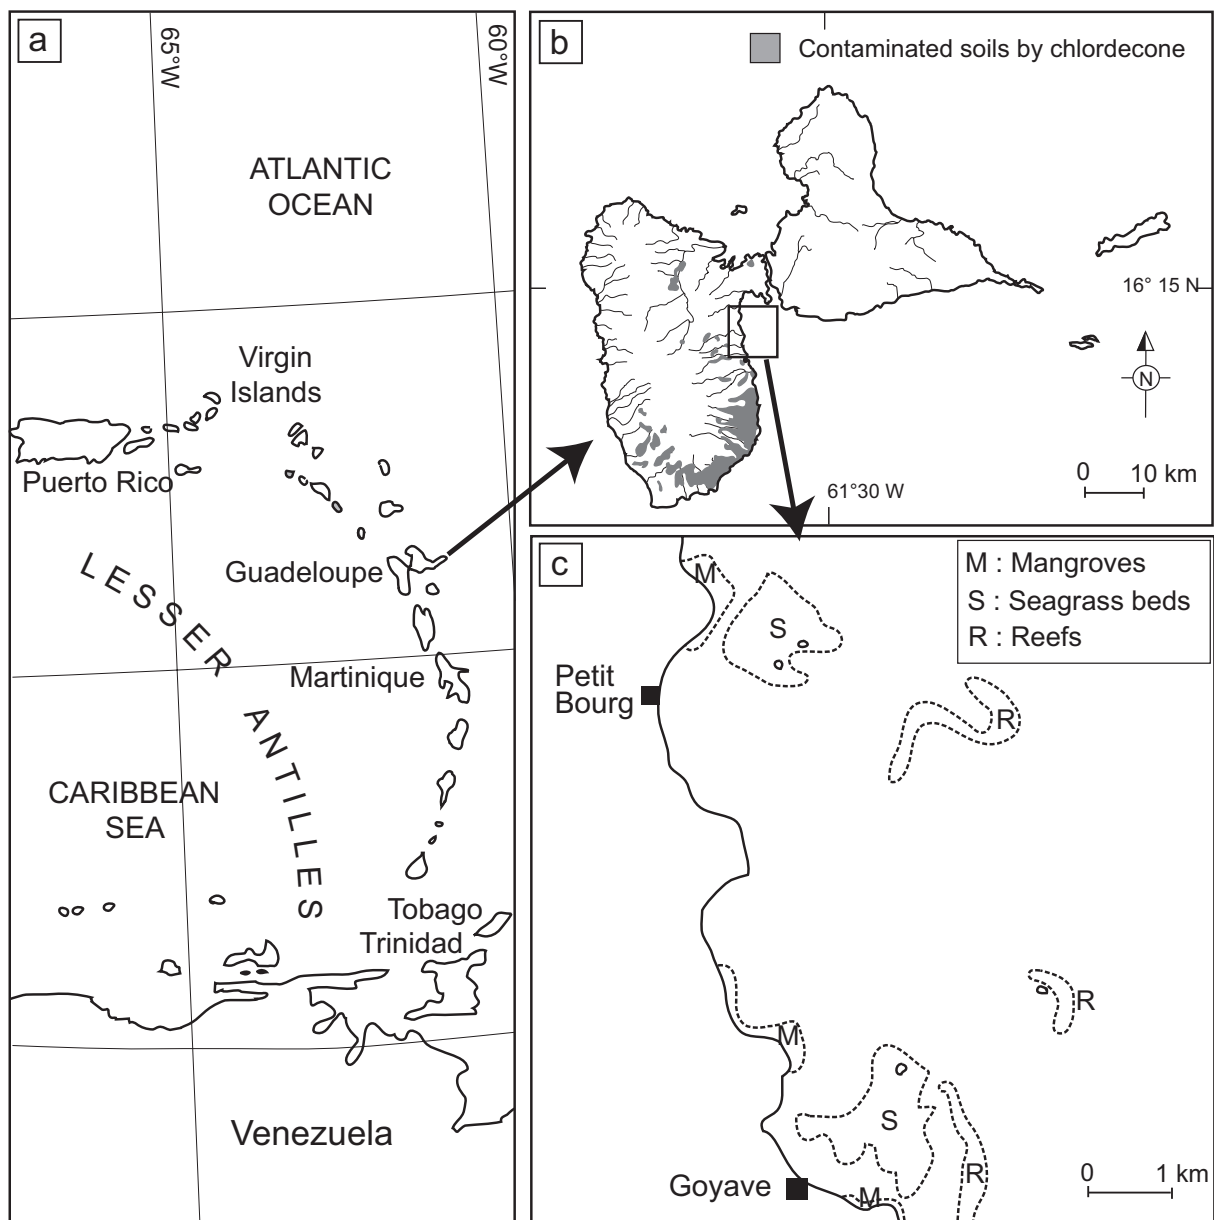 a
65°W
60°W
ATLANTIC
OCEAN
Virgin
Islands
Puerto Rico
Guadeloupe
LESSER
Martinique
ANTILLES
CARIBBEAN
SEA
Tobago
Trinidad
Venezuela
b
Contaminated soils by chlordecone
16° 15 N
N
0 10 km
61°30 W
c
M : Mangroves
S : Seagrass beds
R : Reefs
M
S
Petit
Bourg
R
R
M
S
R
Goyave
M
0 1 km